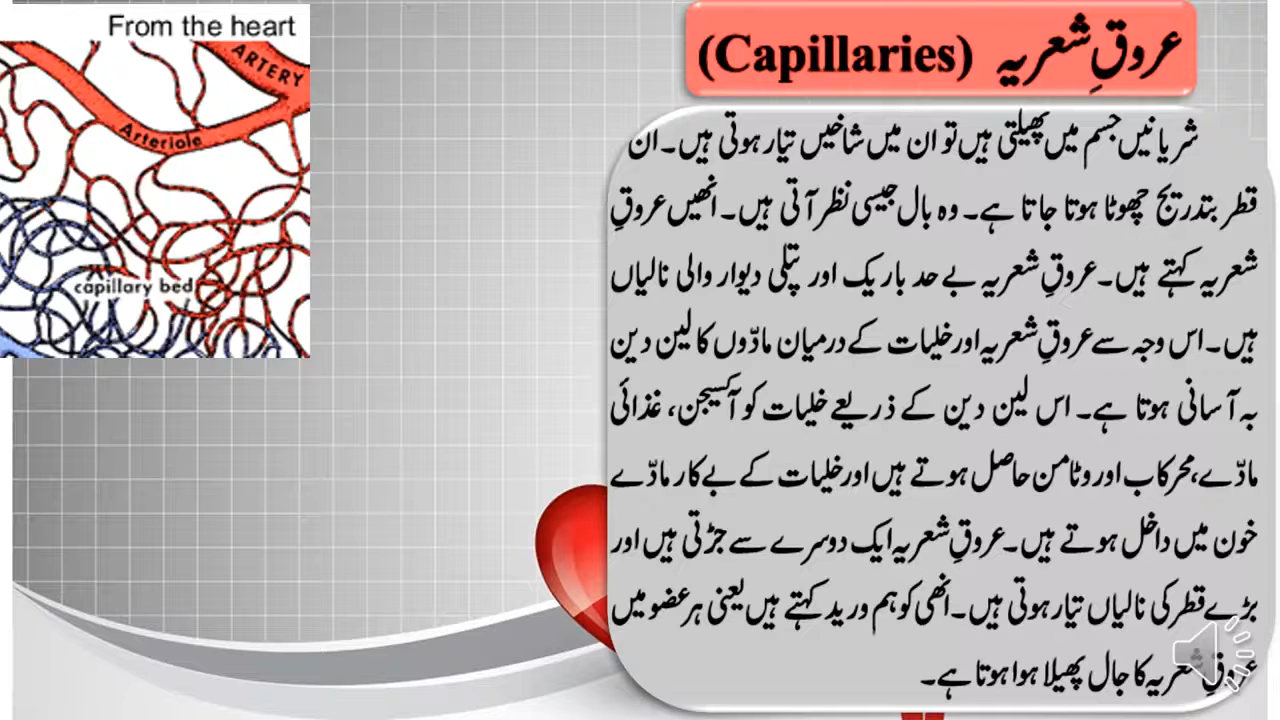 عروقِ شعریہ (Capillaries)
شریانیں جسم میں پھیلتی ہیں تو ان میں شاخیں تیار ہوتی ہیں۔ ان
قطر بتدریج چھوٹا ہوتا جاتا ہے۔ وہ بال جیسی نظر آتی ہیں۔ انھیں عروقِ
شعریہ کہتے ہیں۔ عروقِ شعریہ بے حد باریک اور پتلی دیوار والی نالیاں
ہیں۔ اس وجہ سے عروقِ شعریہ اور خلیات کے درمیان مادّوں کا لین دین
بہ آسانی ہوتا ہے۔ اس لین دین کے ذریعے خلیات کو آکسیجن، غذائی
مادّے، محرکاب اور وٹامن حاصل ہوتے ہیں اور خلیات کے بے کار مادّے
خون میں داخل ہوتے ہیں۔ عروقِ شعریہ ایک دوسرے سے جڑتی ہیں اور
بڑے قطر کی نالیاں تیار ہوتی ہیں۔ انھی کو ہم ورید کہتے ہیں یعنی ہر عضو میں
عروقِ شعریہ کا جال پھیلا ہوا ہوتا ہے۔
From the heart
ARTERY
Arteriole
capillary bed